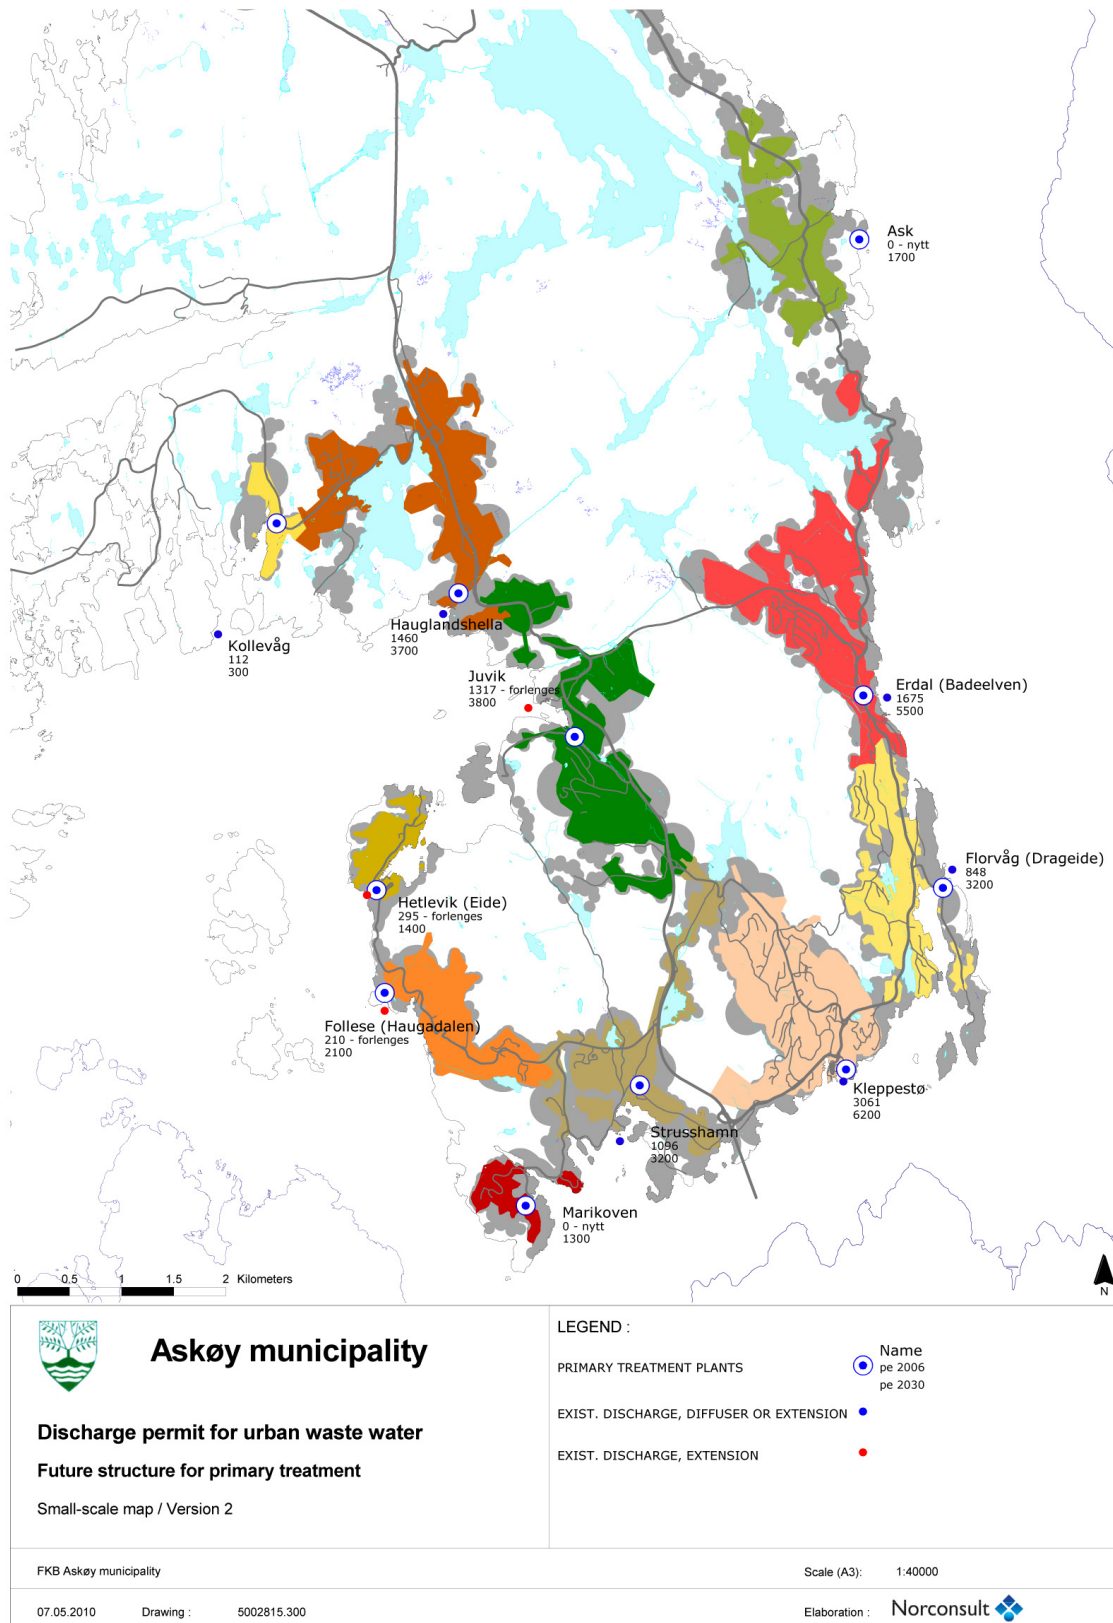 Ask
0 - nytt
1700
Hauglandshella
1460
3700
Kollevåg
112
300
Juvik
1317 - forlenges
3800
Erdal (Badeelven)
1675
5500
Florvåg (Drageide)
848
3200
Hetlevik (Eide)
295 - forlenges
1400
Follese (Haugadalen)
210 - forlenges
2100
Kleppestø
3061
6200
Strusshamn
1096
3200
Marikoven
0 - nytt
1300
0 0.5 1 1.5 2 Kilometers
N
Askøy municipality
Discharge permit for urban waste water
Future structure for primary treatment
Small-scale map / Version 2
LEGEND :
PRIMARY TREATMENT PLANTS
Name
pe 2006
pe 2030
EXIST. DISCHARGE, DIFFUSER OR EXTENSION
EXIST. DISCHARGE, EXTENSION
FKB Askøy municipality
Scale (A3): 1:40000
07.05.2010 Drawing : 5002815.300
Elaboration : Norconsult